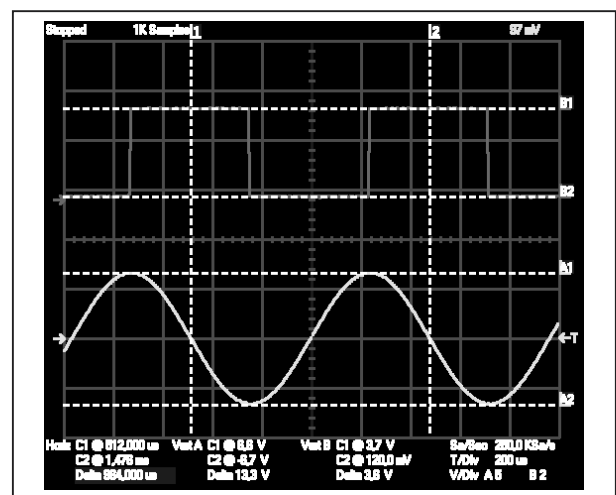 Stopped 1K Samples 1 2 97 mV
B1
B2
A1
T
A2
Horiz C1 @ 512,000 us Vert A C1 @ 6,6 V Vert B C1 @ 3,7 V Sa/Sec 250,0 KSa/s
C2 @ 1,476 ms C2 @ -6,7 V C2 @ 120,0 mV T/Div 200 us
Delta 964,000 us Delta 13,3 V Delta 3,6 V V/Div A 5 B 2